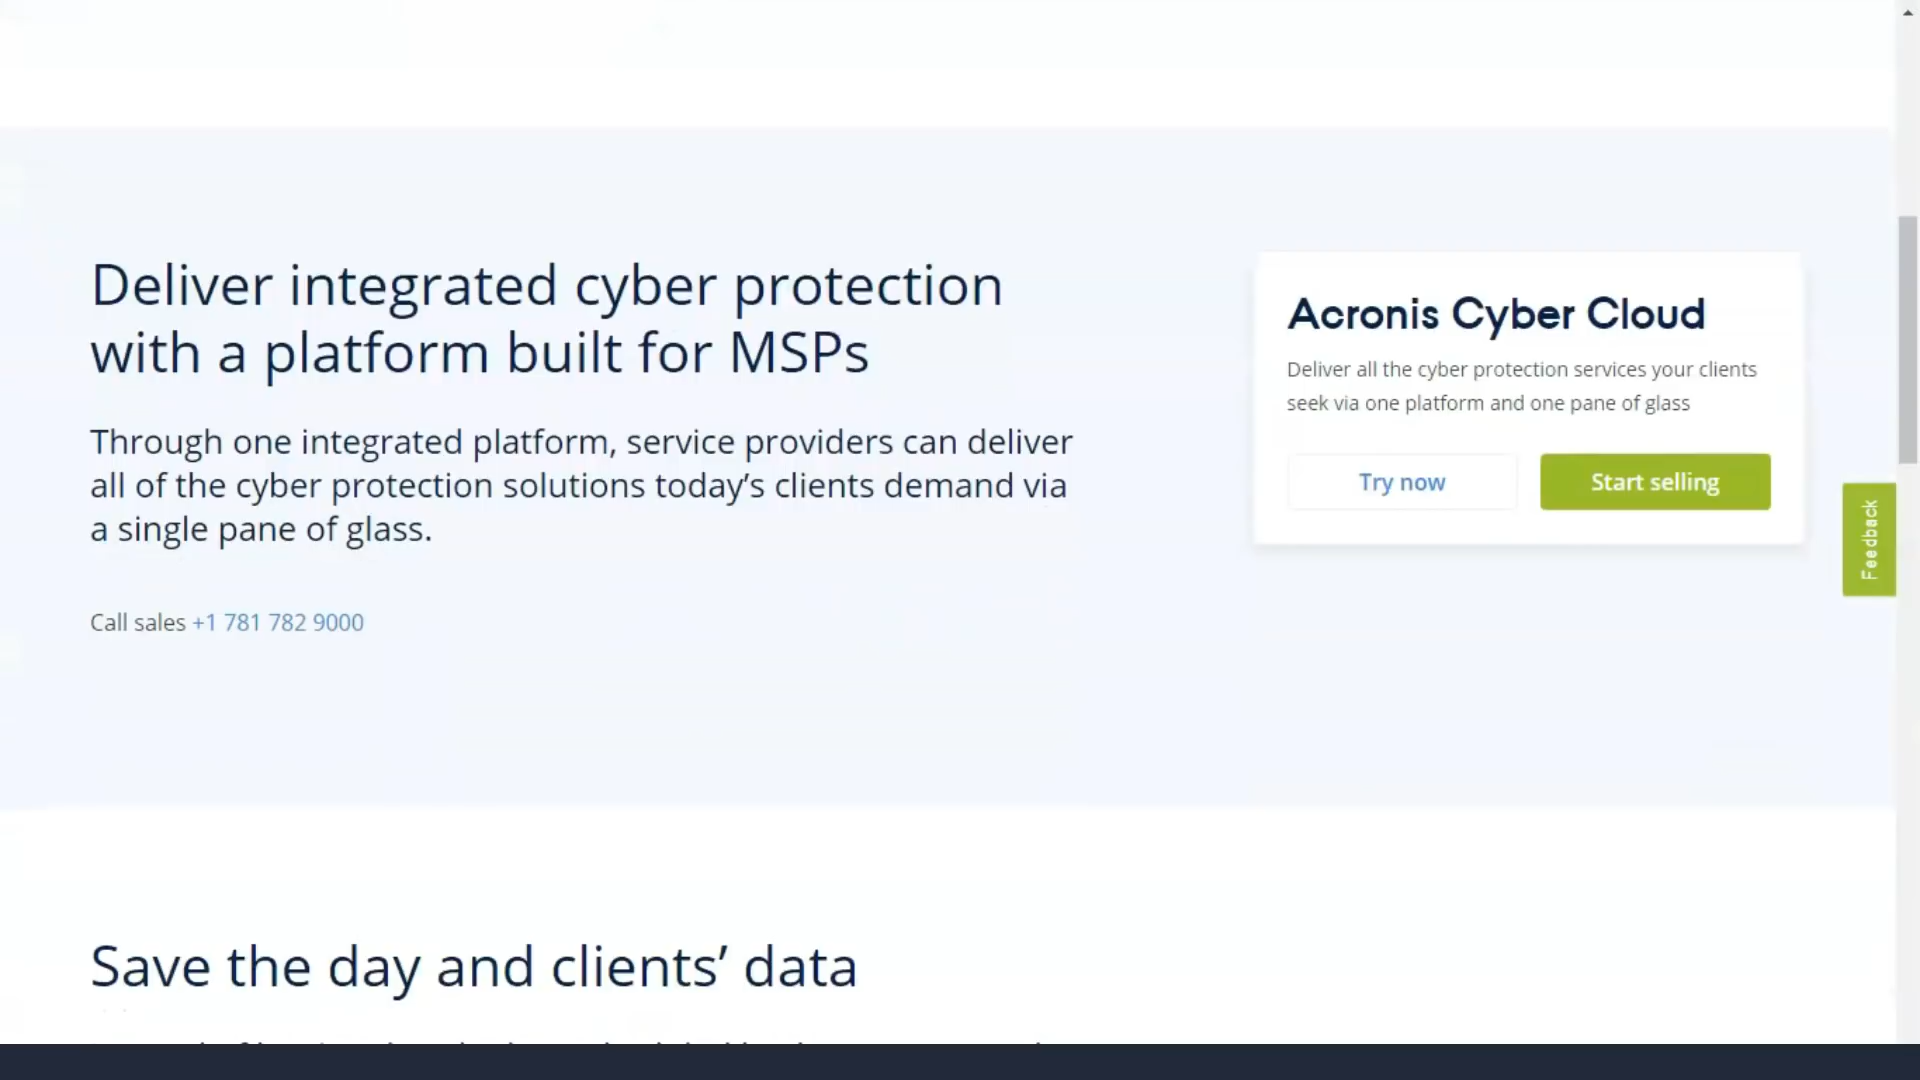 Deliver integrated cyber protection
with a platform built for MSPs
Through one integrated platform, service providers can deliver
all of the cyber protection solutions today’s clients demand via
a single pane of glass.
Call sales +1 781 782 9000
Acronis Cyber Cloud
Deliver all the cyber protection services your clients
seek via one platform and one pane of glass
Try now
Start selling
Feedback
Save the day and clients’ data